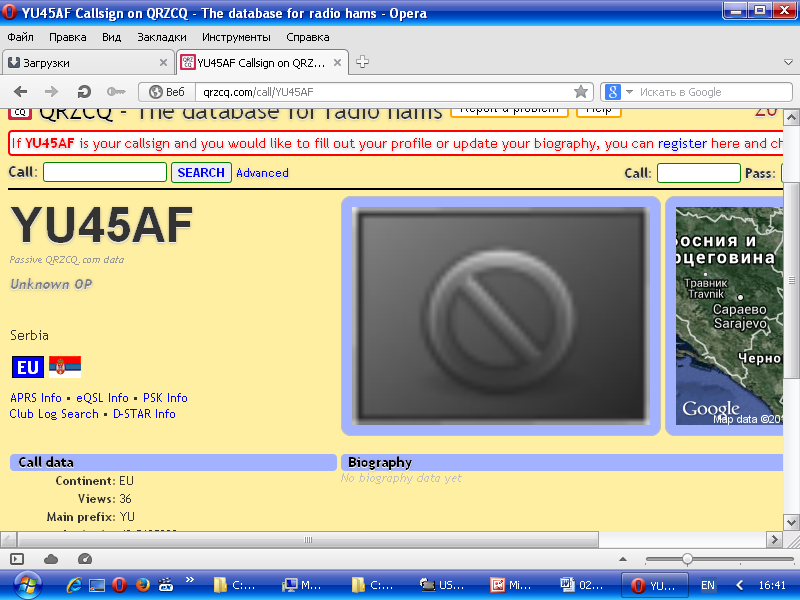 YU45AF Callsign on QRZCQ - The database for radio hams - Opera
Файл Правка Вид Закладки Инструменты Справка
Загрузки YU45AF Callsign on QRZ...
Веб qrzcq.com/call/YU45AF Искать в Google
CQ QRZCQ - The database for radio hams Report a problem Help
If YU45AF is your callsign and you would like to fill out your profile or update your biography, you can register here and ch
Call: SEARCH Advanced Call: Pass:
YU45AF
Passive QRZCQ.com data
Unknown OP
Serbia
EU
APRS Info • eQSL Info • PSK Info
Club Log Search • D-STAR Info
Босния и
рцеговина
Травник
Travnik
Сараево
Sarajevo
Черно
Google
Map data ©201
Call data
Biography
Continent: EU
No biography data yet
Views: 36
Main prefix: YU
C:... M... C:... US... Mi... 02... YU... EN 16:41